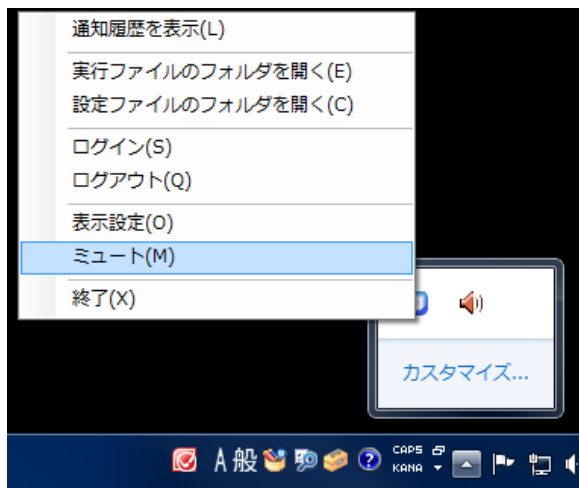 通知履歴を表示(L)
実行ファイルのフォルダを開く(E)
設定ファイルのフォルダを開く(C)
ログイン(S)
ログアウト(Q)
表示設定(O)
ミュート(M)
終了(X)
カスタマイズ...
A 般 CAPS
KANA